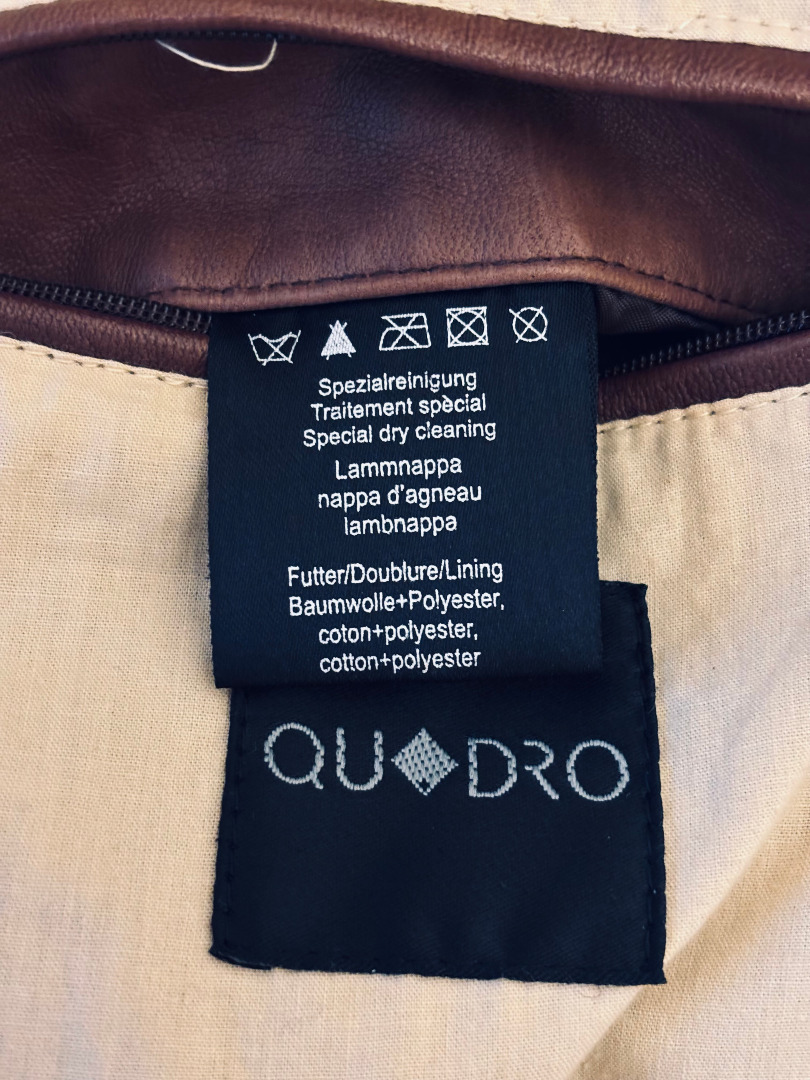 Spezialreinigung
Traitement spècial
Special dry cleaning
Lammnappa
nappa d'agneau
lambnappa
Futter/Doublure/Lining
Baumwolle+Polyester,
coton+polyester,
cotton+polyester
QU◆DRO